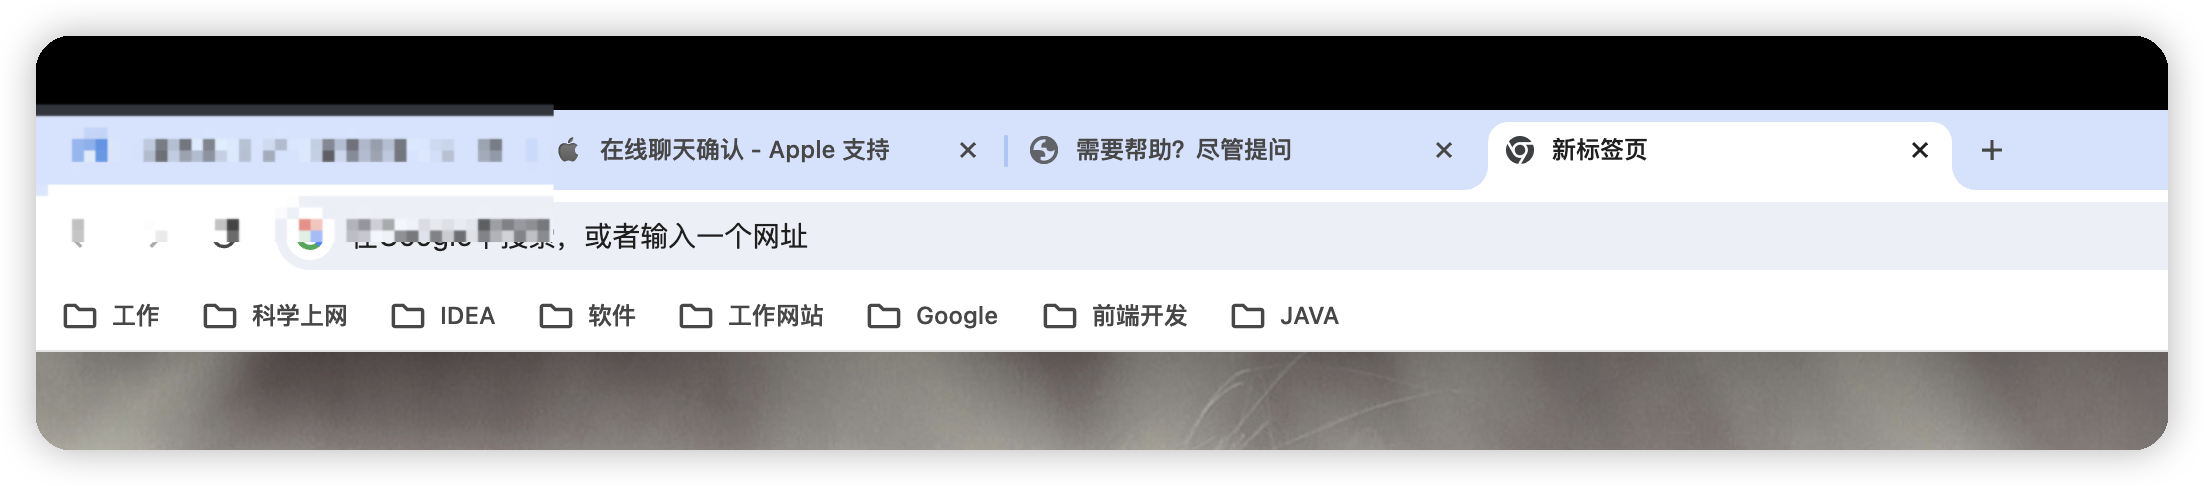 在线聊天确认 - Apple 支持
需要帮助？尽管提问
新标签页
，或者输入一个网址
工作 科学上网 IDEA 软件 工作网站 Google 前端开发 JAVA